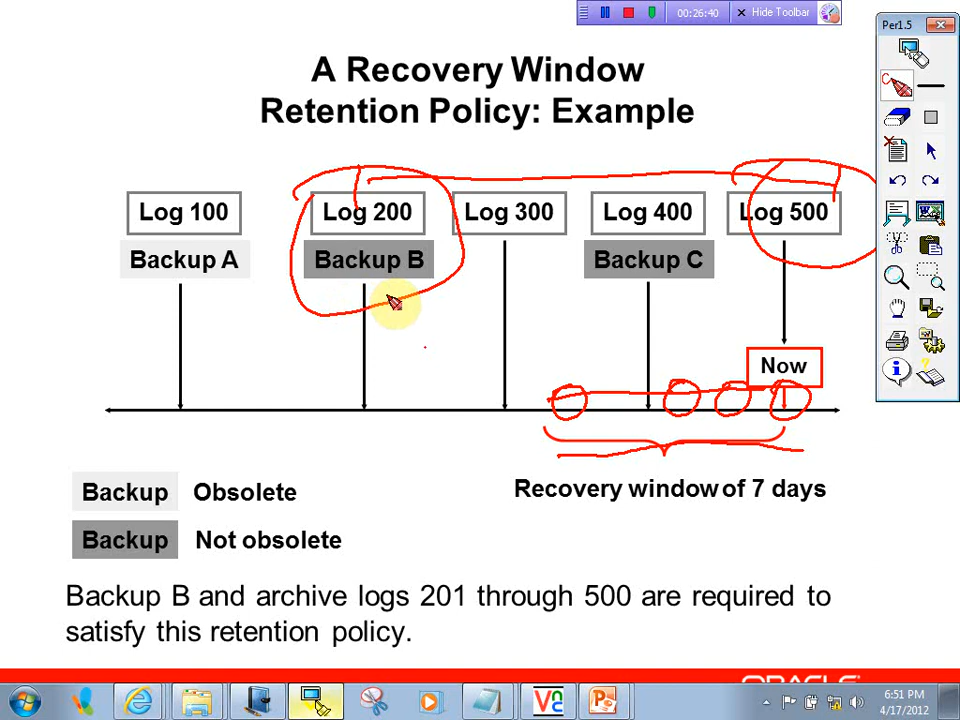 00:26:40
Hide Toolbar
Per1.5
A Recovery Window
Retention Policy: Example
Log 100
Log 200
Log 300
Log 400
Log 500
Backup A
Backup B
Backup C
Now
Backup Obsolete
Recovery window of 7 days
Backup Not obsolete
Backup B and archive logs 201 through 500 are required to
satisfy this retention policy.
ORACLE
6:51 PM
4/17/2012